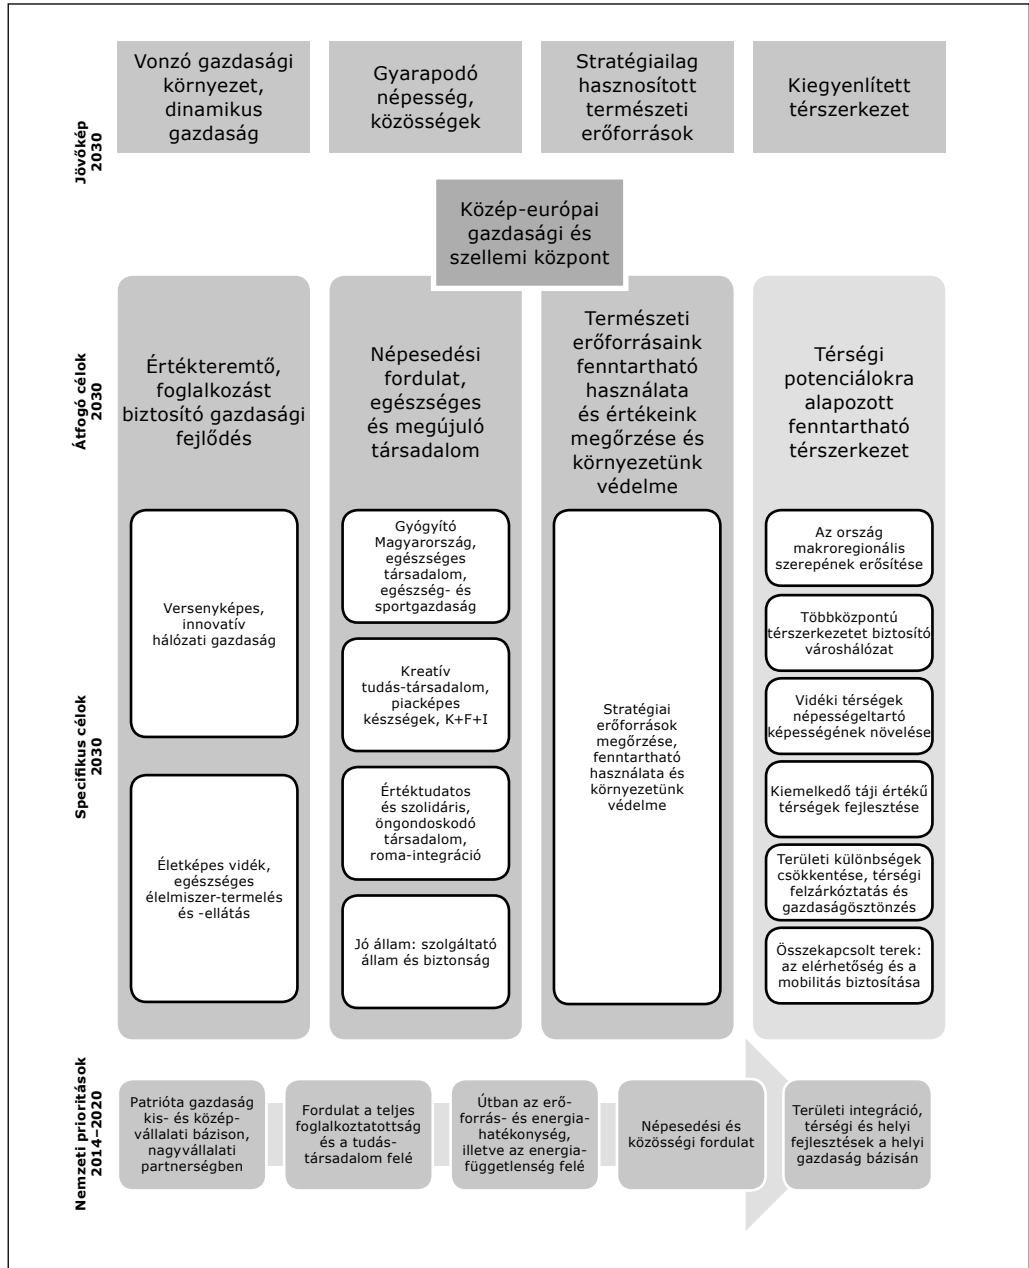 Jövőkép
2030
Vonzó gazdasági
környezet,
dinamikus
gazdaság
Gyarapodó
népesség,
közösségek
Stratégiailag
hasznosított
természeti
erőforrások
Kiegyenlített
térszerkezet
Közép-európai
gazdasági és
szellemi központ
Átfogó célok
2030
Értékteremtő,
foglalkozást
biztosító gazdasági
fejlődés
Népesedési
fordulat,
egészséges
és megújuló
társadalom
Természeti
erőforrásaink
fenntartható
használata
és értékeink
megőrzése és
környezetünk
védelme
Térségi
potenciálokra
alapozott
fenntartható
térszerkezet
Specifikus célok
2030
Versenyképes,
innovatív
hálózati gazdaság
Életképes vidék,
egészséges
élelmiszer-termelés
és -ellátás
Gyógyító
Magyarország,
egészséges
társadalom,
egészség- és
sportgazdaság
Kreatív
tudás-társadalom,
piacképes
készségek, K+F+I
Értéktudatos
és szolidáris,
öngondoskodó
társadalom,
roma-integráció
Jó állam: szolgáltató
állam és biztonság
Stratégiai
erőforrások
megőrzése,
fenntartható
használata és
környezetünk
védelme
Az ország
makroregionális
szerepének erősítése
Többközpontú
térszerkezetet biztosító
városhálózat
Vidéki térségek
népességeltartó
képességének növelése
Kiemelkedő táji értékű
térségek fejlesztése
Területi különbségek
csökkentése, térségi
felzárkóztatás és
gazdaságösztönzés
Összekapcsolt terek:
az elérhetőség és a
mobilitás biztosítása
Nemzeti prioritások
2014–2020
Patrióta gazdaság
kis- és közép-
vállalati bázison,
nagyvállalati
partnerségben
Fordulat a teljes
foglalkoztatottság
és a tudás-
társadalom felé
Útban az erő-
forrás- és energia-
hatékonyság,
illetve az energia-
függetlenség felé
Népesedési és
közösségi fordulat
Területi integráció,
térségi és helyi
fejlesztések a helyi
gazdaság bázisán